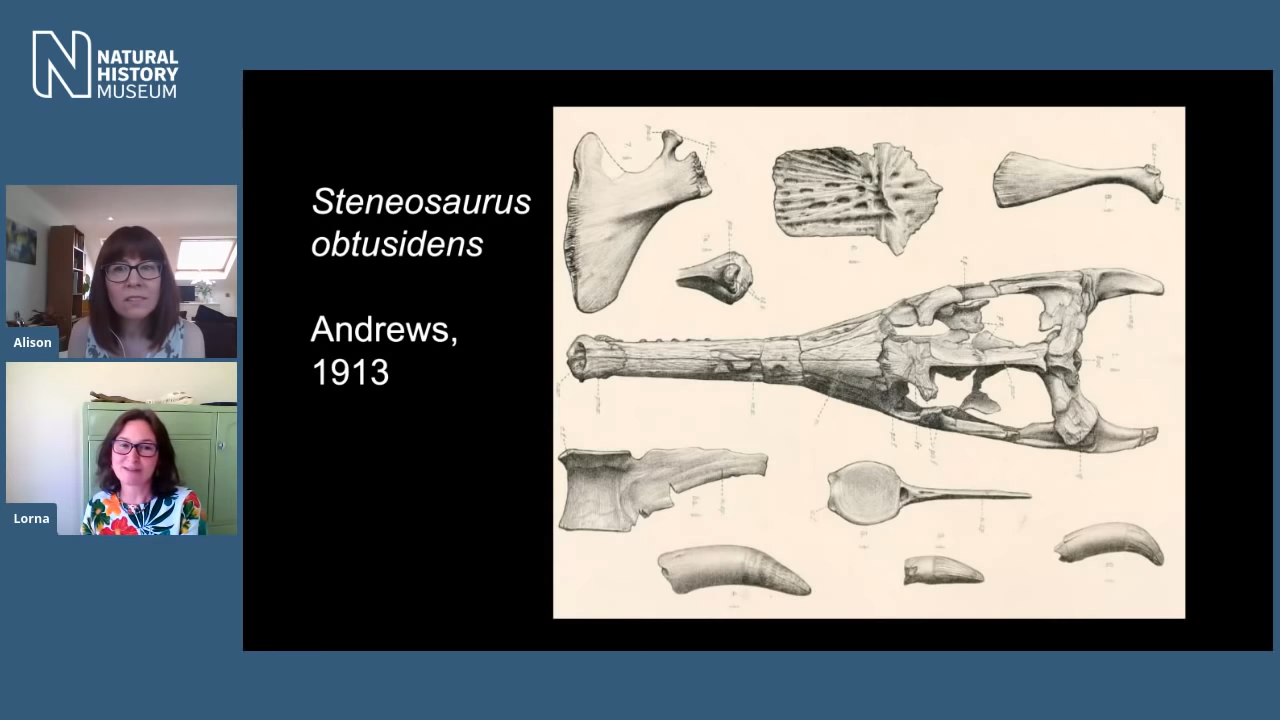 NATURAL
HISTORY
MUSEUM
Alison
Lorna
Steneosaurus
obtusidens
Andrews,
1913